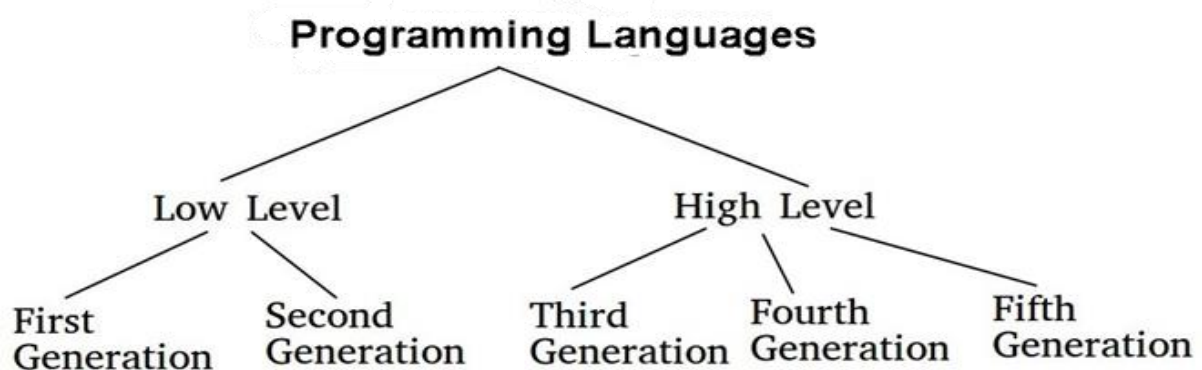 Programming Languages
Low Level
High Level
First
Generation
Second
Generation
Third
Generation
Fourth
Generation
Fifth
Generation